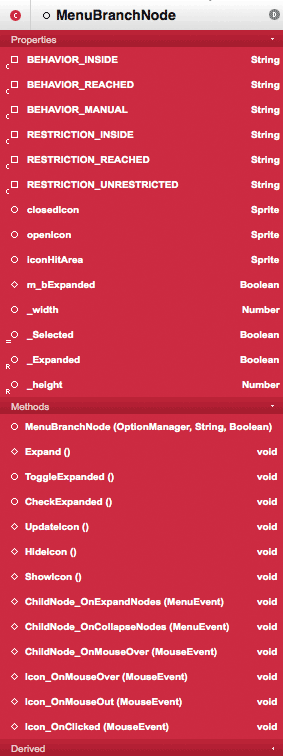 C MenuBranchNode D
Properties
C BEHAVIOR_INSIDE String
C BEHAVIOR_REACHED String
C BEHAVIOR_MANUAL String
C RESTRICTION_INSIDE String
C RESTRICTION_REACHED String
C RESTRICTION_UNRESTRICTED String
closedIcon Sprite
openIcon Sprite
iconHitArea Sprite
m_bExpanded Boolean
_width Number
= _Selected Boolean
R _Expanded Boolean
R _height Number
Methods
MenuBranchNode (OptionManager, String, Boolean)
Expand () void
ToggleExpanded () void
CheckExpanded () void
UpdateIcon () void
HideIcon () void
ShowIcon () void
ChildNode_OnExpandNodes (MenuEvent) void
ChildNode_OnCollapseNodes (MenuEvent) void
ChildNode_OnMouseOver (MouseEvent) void
Icon_OnMouseOver (MouseEvent) void
Icon_OnMouseOut (MouseEvent) void
Icon_OnClicked (MouseEvent) void
Derived